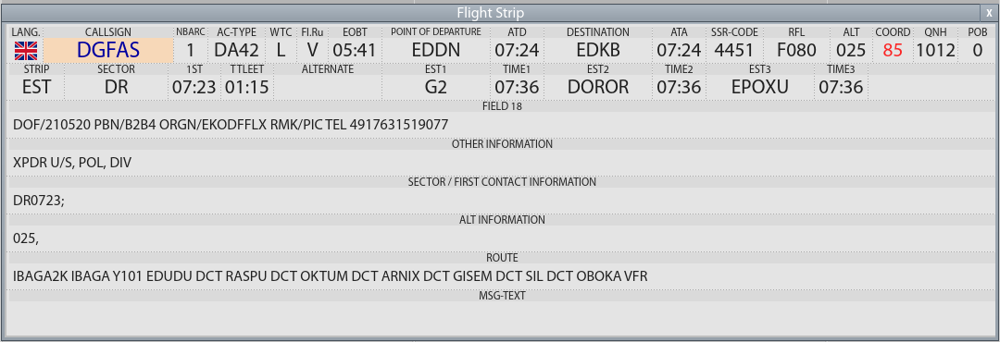 Flight Strip x
LANG. CALLSIGN NBARC AC-TYPE WTC Fl.Ru EOBT POINT OF DEPARTURE ATD DESTINATION ATA SSR-CODE RFL ALT COORD QNH POB
DGFAS 1 DA42 L V 05:41 EDDN 07:24 EDKB 07:24 4451 F080 025 85 1012 0
STRIP SECTOR 1ST TTLEET ALTERNATE EST1 TIME1 EST2 TIME2 EST3 TIME3
EST DR 07:23 01:15 G2 07:36 DOROR 07:36 EPOXU 07:36
FIELD 18
DOF/210520 PBN/B2B4 ORGN/EKODFFLX RMK/PIC TEL 4917631519077
OTHER INFORMATION
XPDR U/S, POL, DIV
SECTOR / FIRST CONTACT INFORMATION
DR0723;
ALT INFORMATION
025,
ROUTE
IBAGA2K IBAGA Y101 EDUDU DCT RASPU DCT OKTUM DCT ARNIX DCT GISEM DCT SIL DCT OBOKA VFR
MSG-TEXT